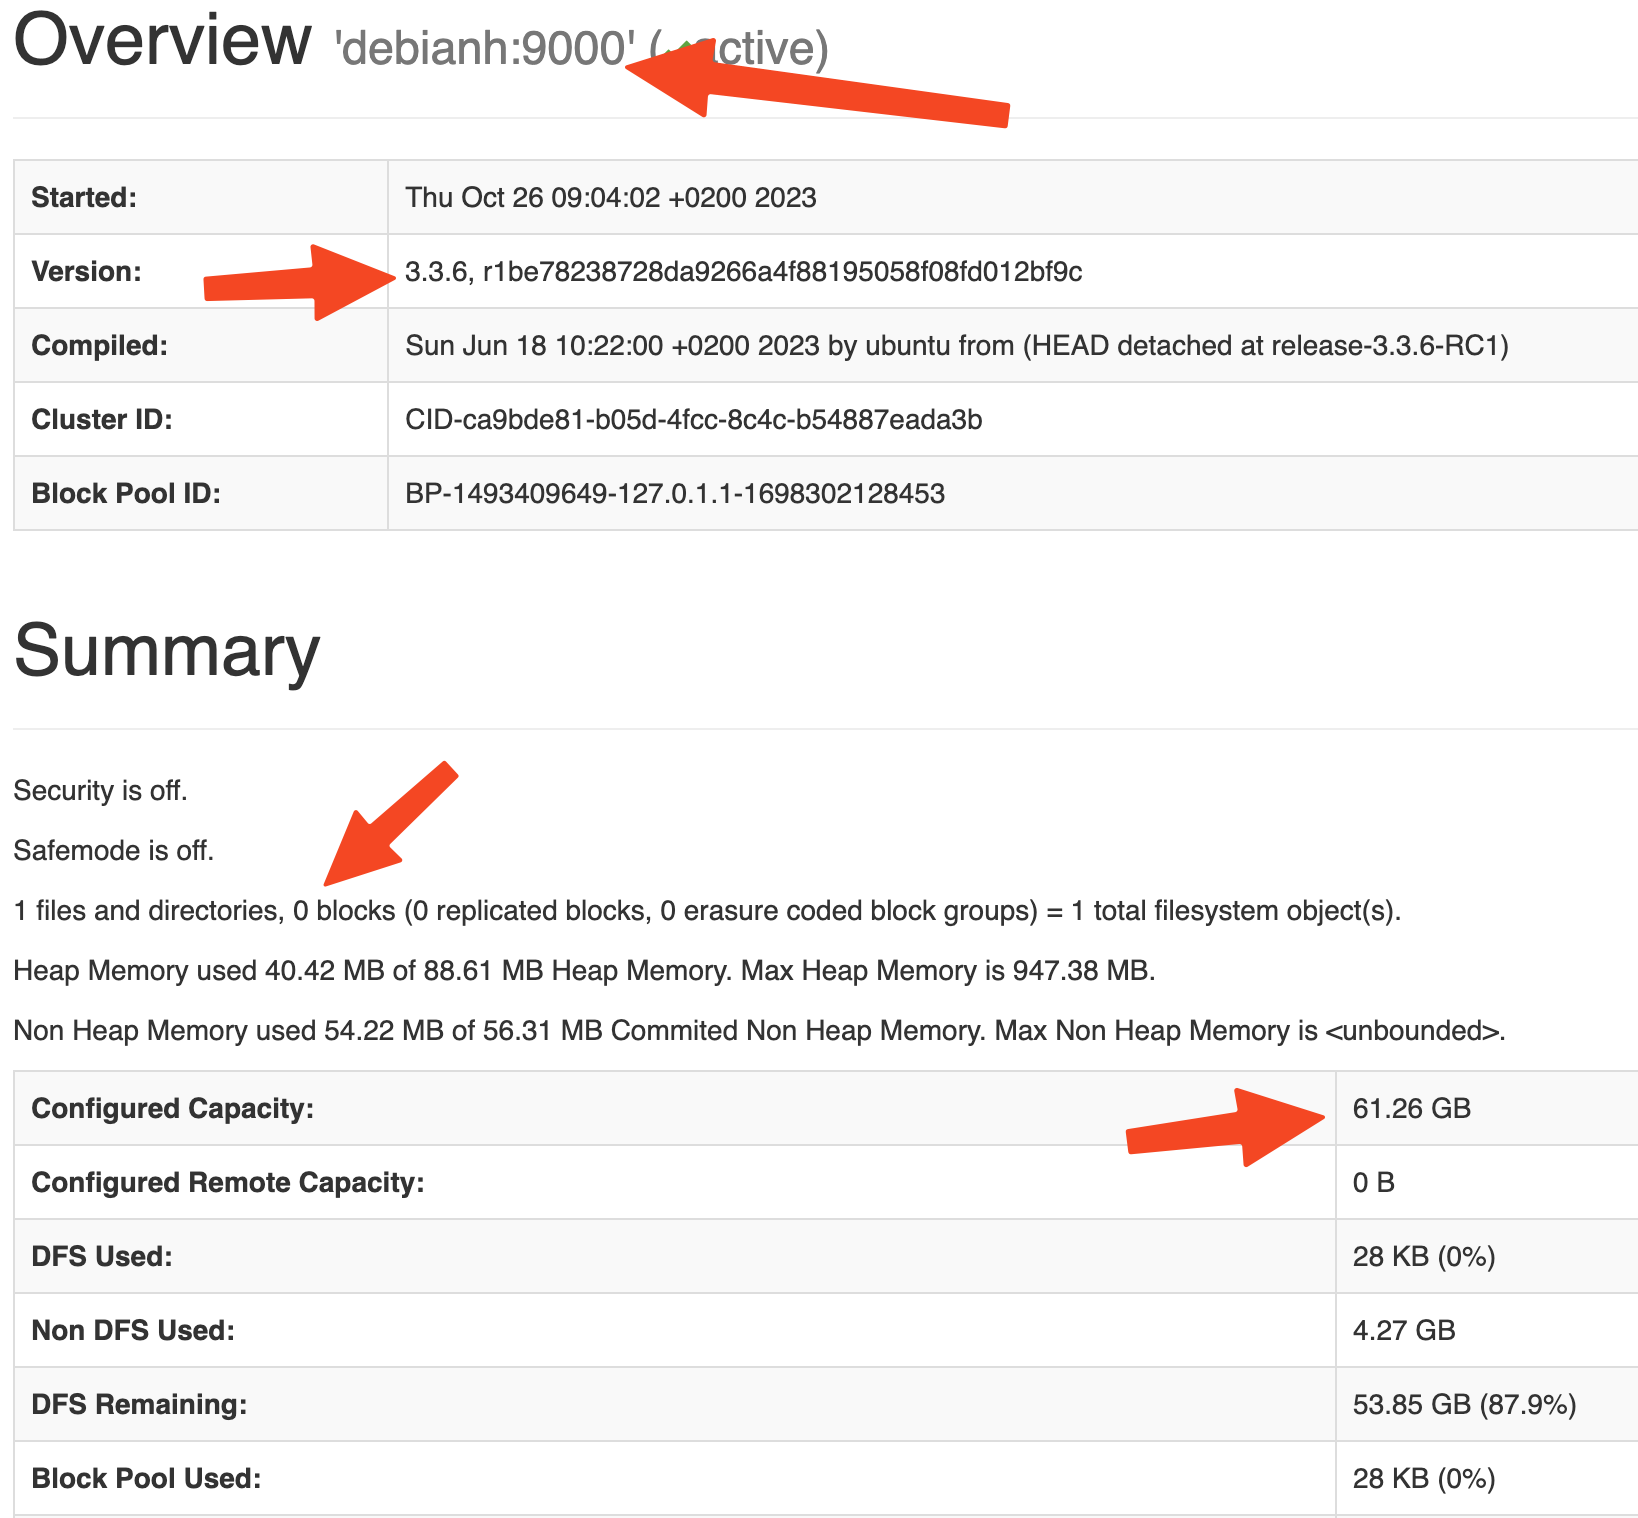 Overview 'debianh:9000' (active)
Started: Thu Oct 26 09:04:02 +0200 2023
Version: 3.3.6, r1be78238728da9266a4f88195058f08fd012bf9c
Compiled: Sun Jun 18 10:22:00 +0200 2023 by ubuntu from (HEAD detached at release-3.3.6-RC1)
Cluster ID: CID-ca9bde81-b05d-4fcc-8c4c-b54887eada3b
Block Pool ID: BP-1493409649-127.0.1.1-1698302128453
Summary
Security is off.
Safemode is off.
1 files and directories, 0 blocks (0 replicated blocks, 0 erasure coded block groups) = 1 total filesystem object(s).
Heap Memory used 40.42 MB of 88.61 MB Heap Memory. Max Heap Memory is 947.38 MB.
Non Heap Memory used 54.22 MB of 56.31 MB Commited Non Heap Memory. Max Non Heap Memory is <unbounded>.
Configured Capacity: 61.26 GB
Configured Remote Capacity: 0 B
DFS Used: 28 KB (0%)
Non DFS Used: 4.27 GB
DFS Remaining: 53.85 GB (87.9%)
Block Pool Used: 28 KB (0%)